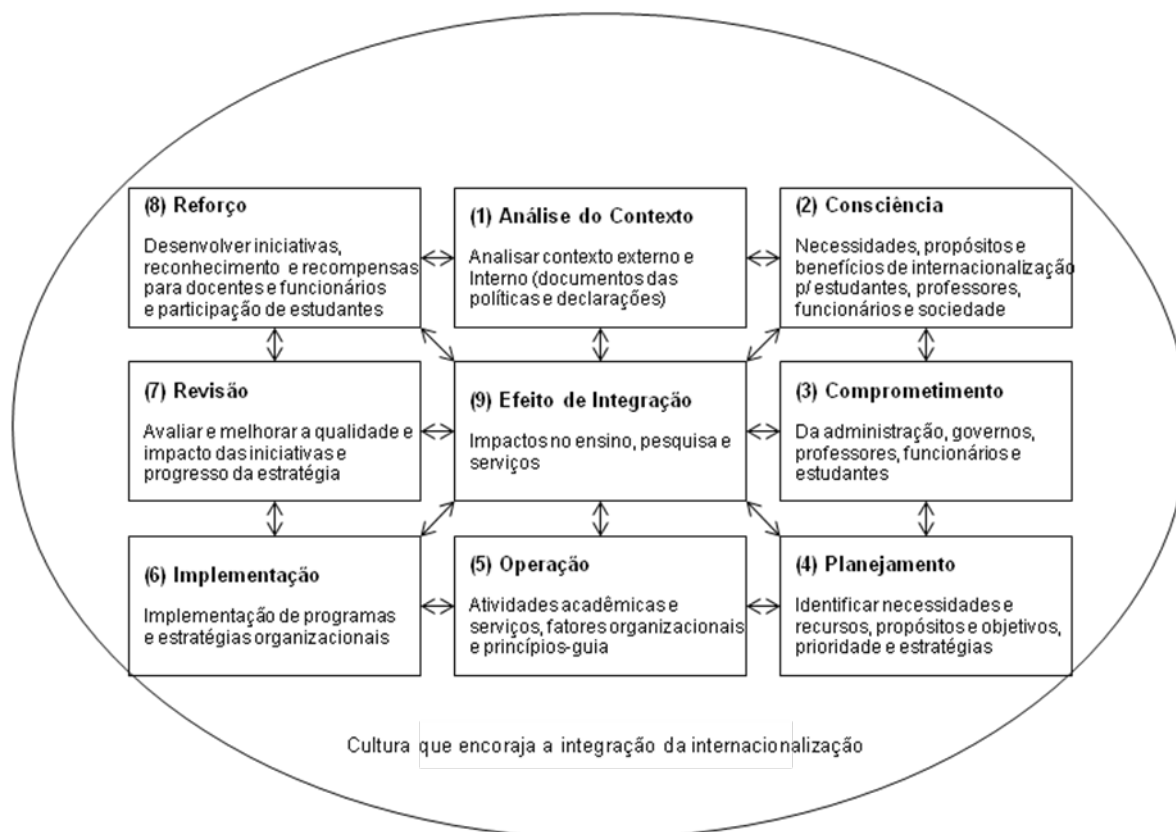 (8) Reforço
Desenvolver iniciativas,
reconhecimento e recompensas
para docentes e funcionários
e participação de estudantes
(1) Análise do Contexto
Analisar contexto externo e
Interno (documentos das
políticas e declarações)
(2) Consciência
Necessidades, propósitos e
benefícios de internacionalização
p/ estudantes, professores,
funcionários e sociedade
(7) Revisão
Avaliar e melhorar a qualidade e
impacto das iniciativas e
progresso da estratégia
(9) Efeito de Integração
Impactos no ensino, pesquisa e
serviços
(3) Comprometimento
Da administração, governos,
professores, funcionários e
estudantes
(6) Implementação
Implementação de programas
e estratégias organizacionais
(5) Operação
Atividades acadêmicas e
serviços, fatores organizacionais
e princípios-guia
(4) Planejamento
Identificar necessidades e
recursos, propósitos e objetivos,
prioridade e estratégias
Cultura que encoraja a integração da internacionalização